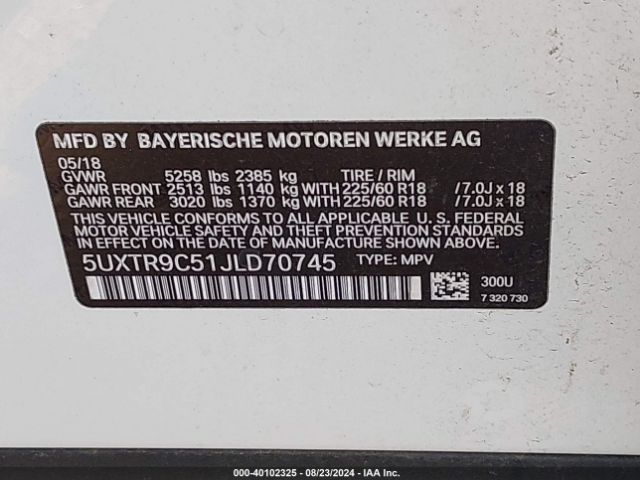 MFD BY BAYERISCHE MOTOREN WERKE AG
05/18
GVWR 5258 lbs 2385 kg TIRE / RIM
GAWR FRONT 2513 lbs 1140 kg WITH 225/60 R18 /7.0J x 18
GAWR REAR 3020 lbs 1370 kg WITH 225/60 R18 /7.0J x 18
THIS VEHICLE CONFORMS TO ALL APPLICABLE U. S. FEDERAL
MOTOR VEHICLE SAFETY AND THEFT PREVENTION STANDARDS
IN EFFECT ON THE DATE OF MANUFACTURE SHOWN ABOVE.
5UXTR9C51JLD70745 TYPE: MPV
300U
7 320 730
000-40102325 - 08/23/2024 - IAAI.COM